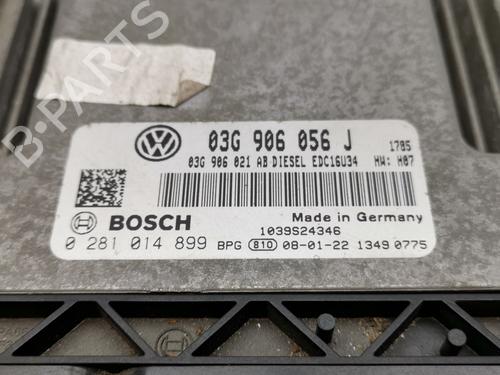 B-PARTS
03G 906 056 J 1785
03G 906 021 AB DIESEL EDC16U34 HW: H07
BOSCH
Made in Germany
1039S24346
0 281 014 899 BPG 810 08-01-22 1349 0775